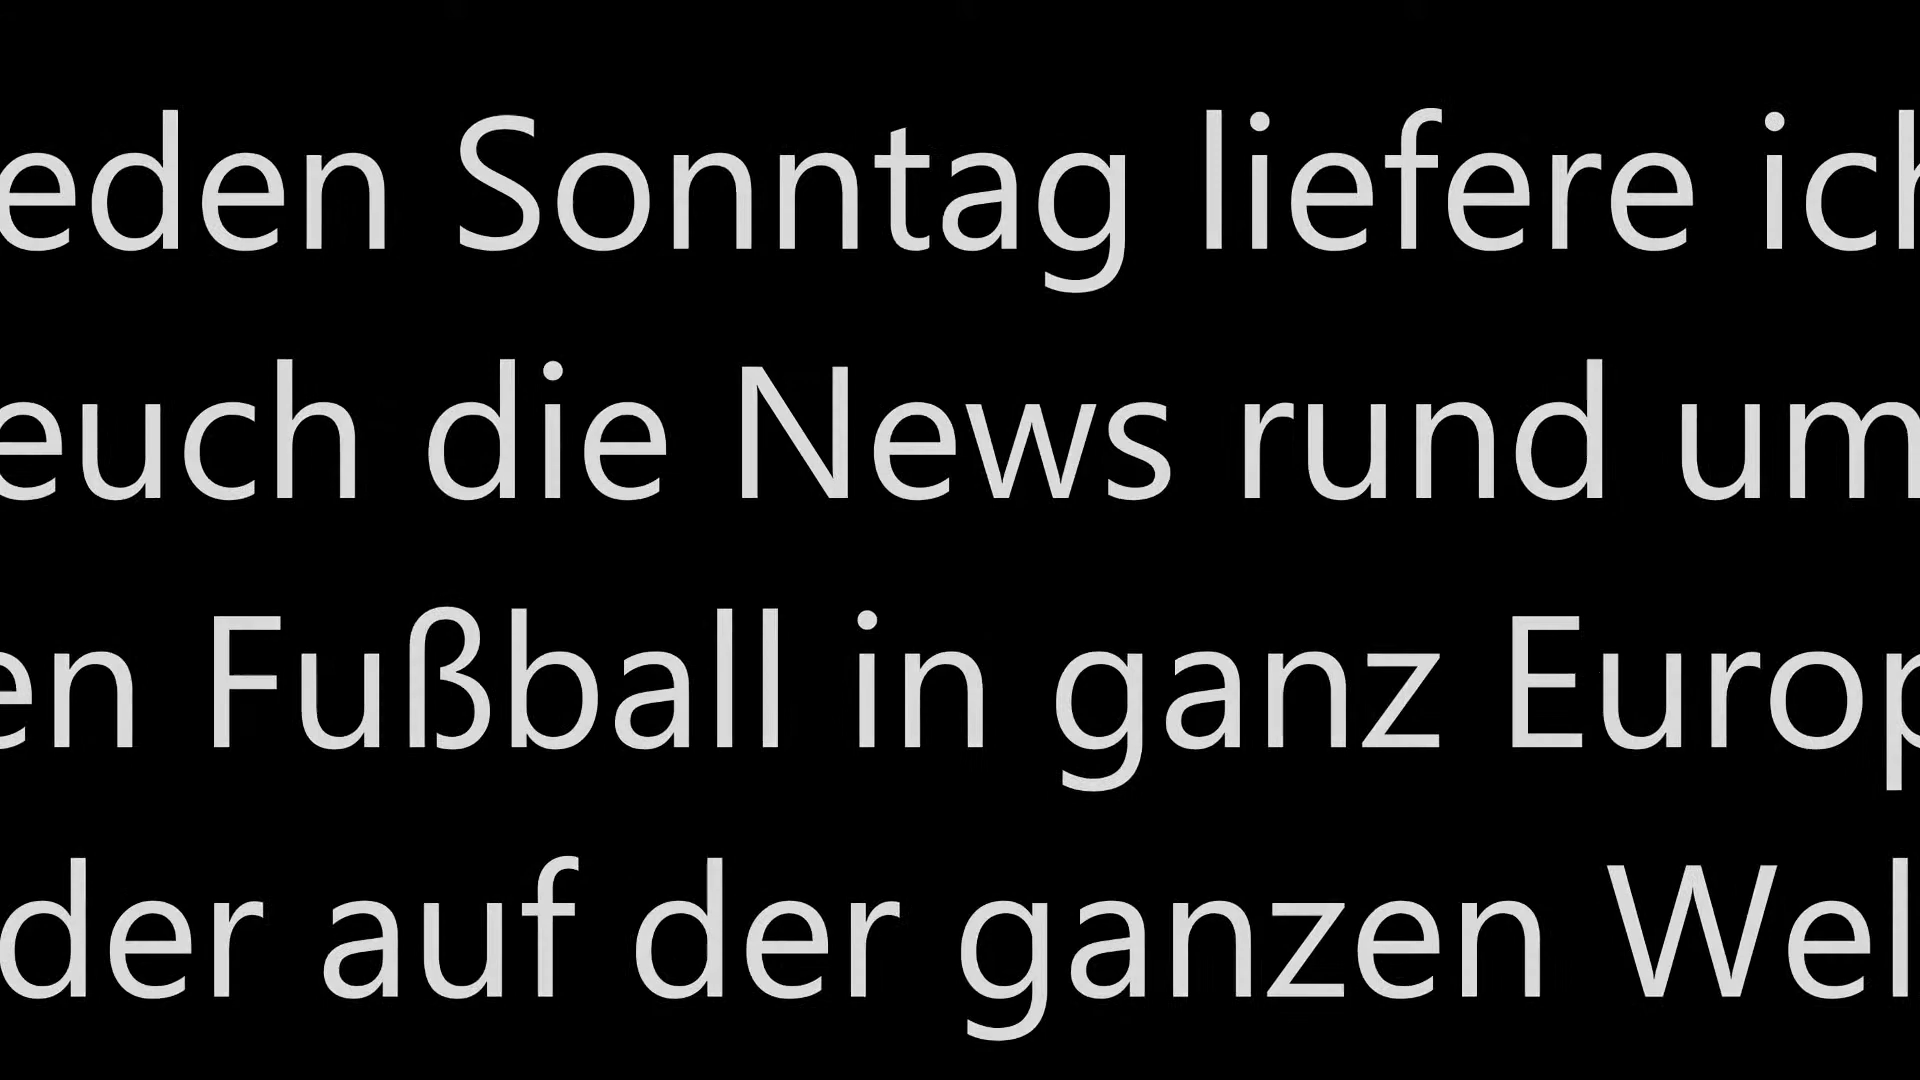 eden Sonntag liefere ich
euch die News rund um
en Fußball in ganz Europ
der auf der ganzen Wel